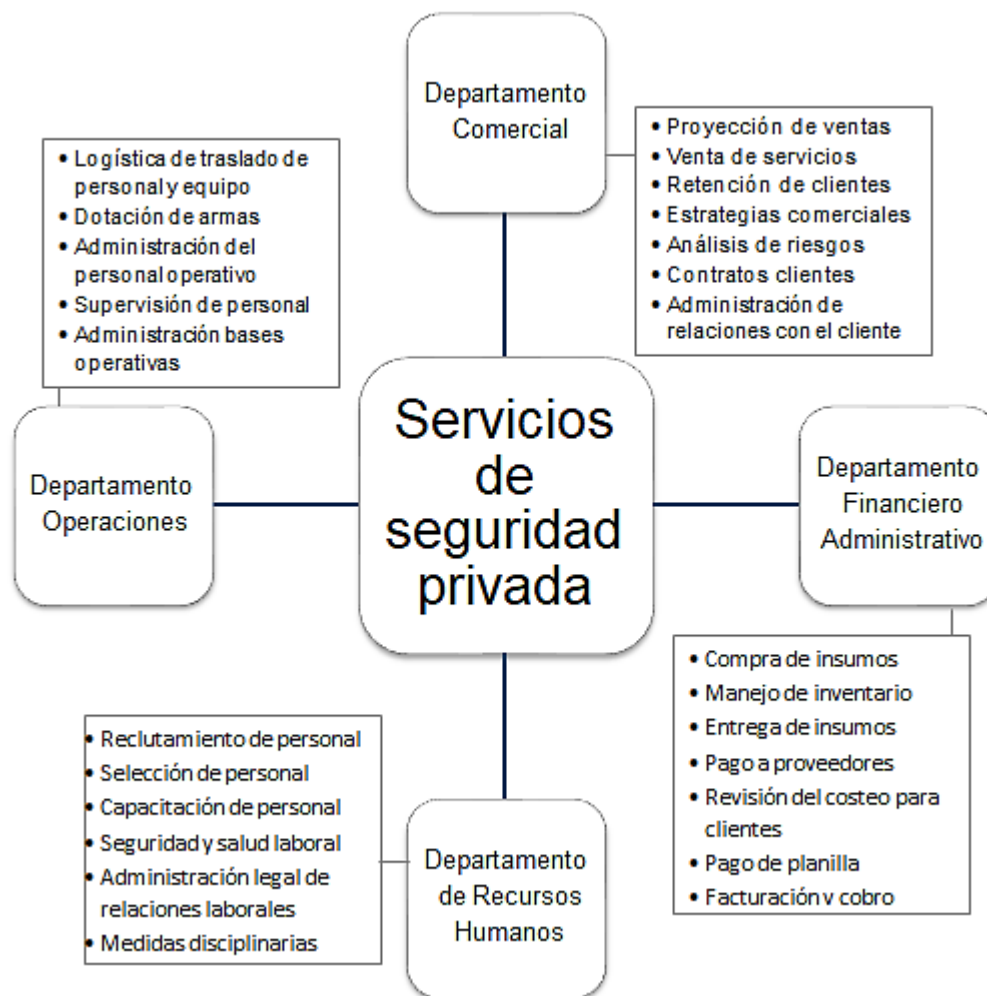 Departamento
Comercial
• Proyección de ventas
• Venta de servicios
• Retención de clientes
• Estrategias comerciales
• Análisis de riesgos
• Contratos clientes
• Administración de
relaciones con el cliente
• Logística de traslado de
personal y equipo
• Dotación de armas
• Administración del
personal operativo
• Supervisión de personal
• Administración bases
operativas
Departamento
Operaciones
Servicios
de
seguridad
privada
Departamento
Financiero
Administrativo
• Compra de insumos
• Manejo de inventario
• Entrega de insumos
• Pago a proveedores
• Revisión del costeo para
clientes
• Pago de planilla
• Facturación y cobro
• Reclutamiento de personal
• Selección de personal
• Capacitación de personal
• Seguridad y salud laboral
• Administración legal de
relaciones laborales
• Medidas disciplinarias
Departamento
de Recursos
Humanos